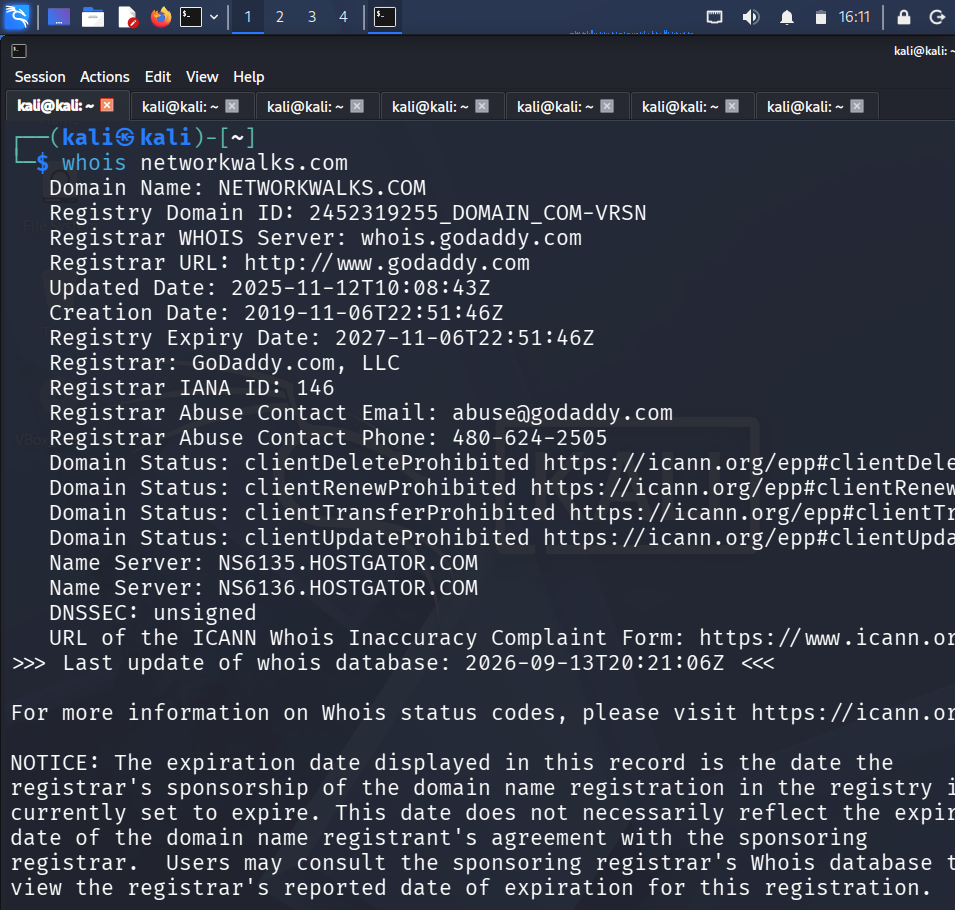 1 2 3 4 16:11
kali@kali: ~
Session Actions Edit View Help
kali@kali: ~ kali@kali: ~ kali@kali: ~ kali@kali: ~ kali@kali: ~ kali@kali: ~ kali@kali: ~
┌──(kali㉿kali)-[~]
└─$ whois networkwalks.com
Domain Name: NETWORKWALKS.COM
Registry Domain ID: 2452319255_DOMAIN_COM-VRSN
Registrar WHOIS Server: whois.godaddy.com
Registrar URL: http://www.godaddy.com
Updated Date: 2025-11-12T10:08:43Z
Creation Date: 2019-11-06T22:51:46Z
Registry Expiry Date: 2027-11-06T22:51:46Z
Registrar: GoDaddy.com, LLC
Registrar IANA ID: 146
Registrar Abuse Contact Email: abuse@godaddy.com
Registrar Abuse Contact Phone: 480-624-2505
Domain Status: clientDeleteProhibited https://icann.org/epp#clientDele
Domain Status: clientRenewProhibited https://icann.org/epp#clientRenew
Domain Status: clientTransferProhibited https://icann.org/epp#clientTr
Domain Status: clientUpdateProhibited https://icann.org/epp#clientUpda
Name Server: NS6135.HOSTGATOR.COM
Name Server: NS6136.HOSTGATOR.COM
DNSSEC: unsigned
URL of the ICANN Whois Inaccuracy Complaint Form: https://www.icann.or
>>> Last update of whois database: 2026-09-13T20:21:06Z <<<
For more information on Whois status codes, please visit https://icann.or
NOTICE: The expiration date displayed in this record is the date the
registrar's sponsorship of the domain name registration in the registry i
currently set to expire. This date does not necessarily reflect the expir
date of the domain name registrant's agreement with the sponsoring
registrar. Users may consult the sponsoring registrar's Whois database t
view the registrar's reported date of expiration for this registration.